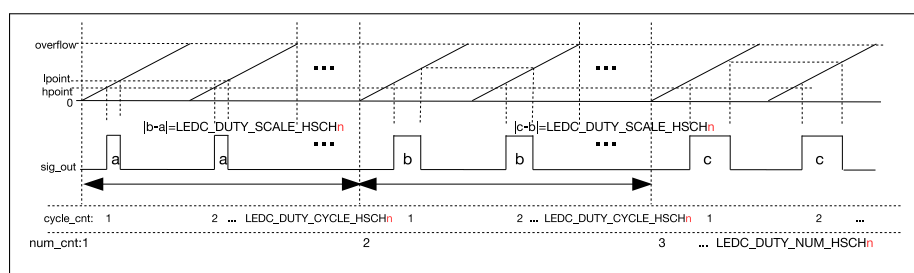 overflow
lpoint
hpoint
0
|b-a|=LEDC_DUTY_SCALE_HSCHn |c-b|=LEDC_DUTY_SCALE_HSCHn
sig_out a a b b c c
cycle_cnt: 1 2 ... LEDC_DUTY_CYCLE_HSCHn 1 2 ... LEDC_DUTY_CYCLE_HSCHn 1 2 ...
num_cnt:1 2 3 ... LEDC_DUTY_NUM_HSCHn